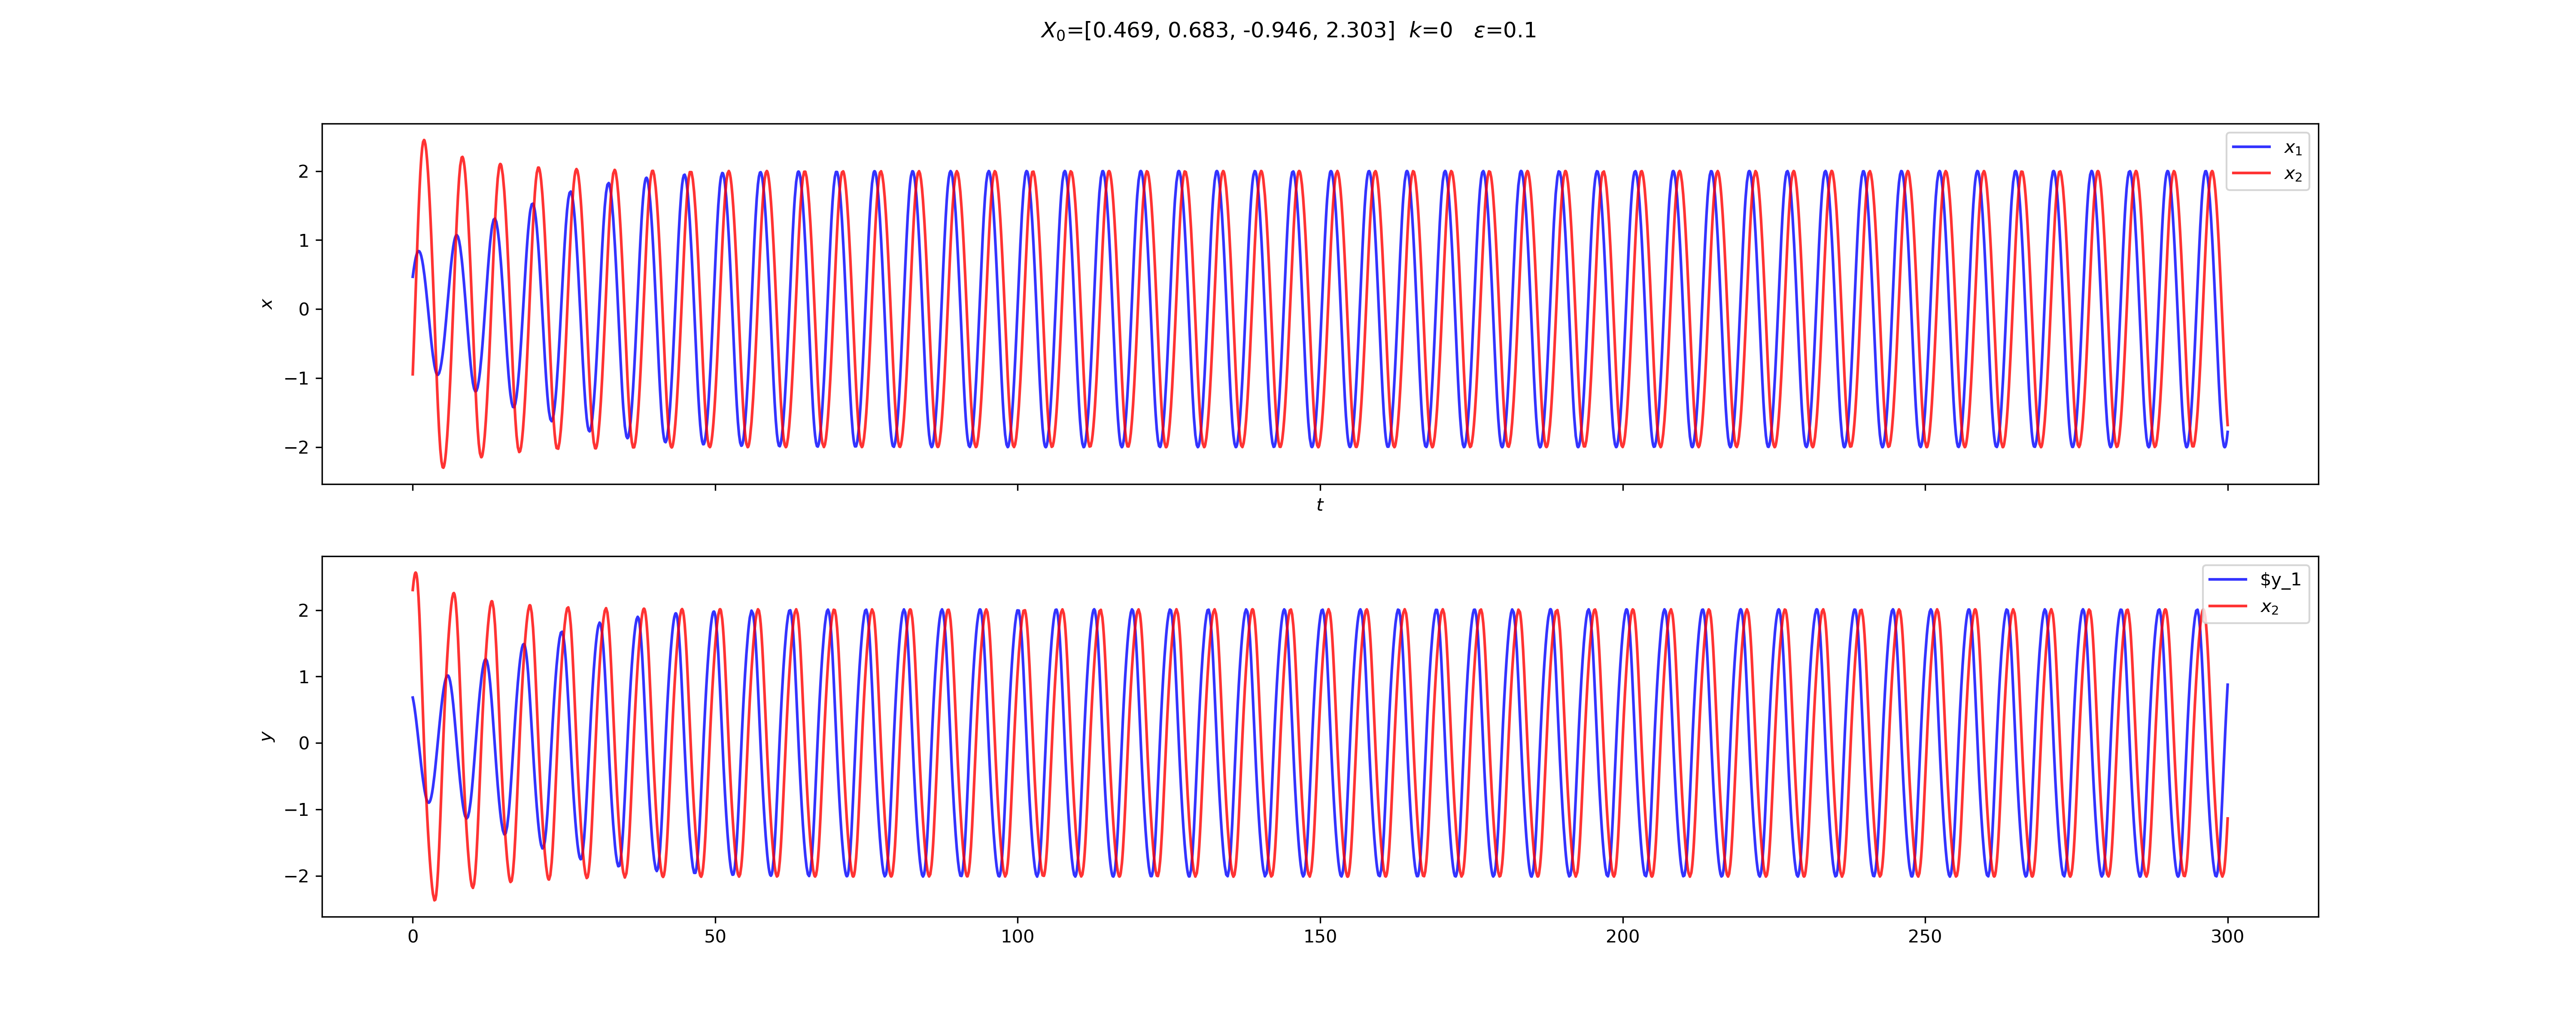 X₀=[0.469, 0.683, -0.946, 2.303] k=0 ε=0.1
x₁
x₂
2
1
0
−1
−2
x
t
$y_1
x₂
2
1
0
−1
−2
y
0 50 100 150 200 250 300